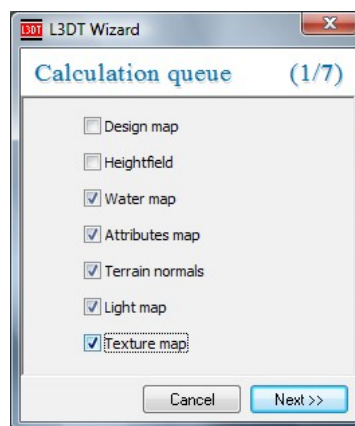 L3DT L3DT Wizard
Calculation queue (1/7)
Design map
Heightfield
Water map
Attributes map
Terrain normals
Light map
Texture map
Cancel Next >>